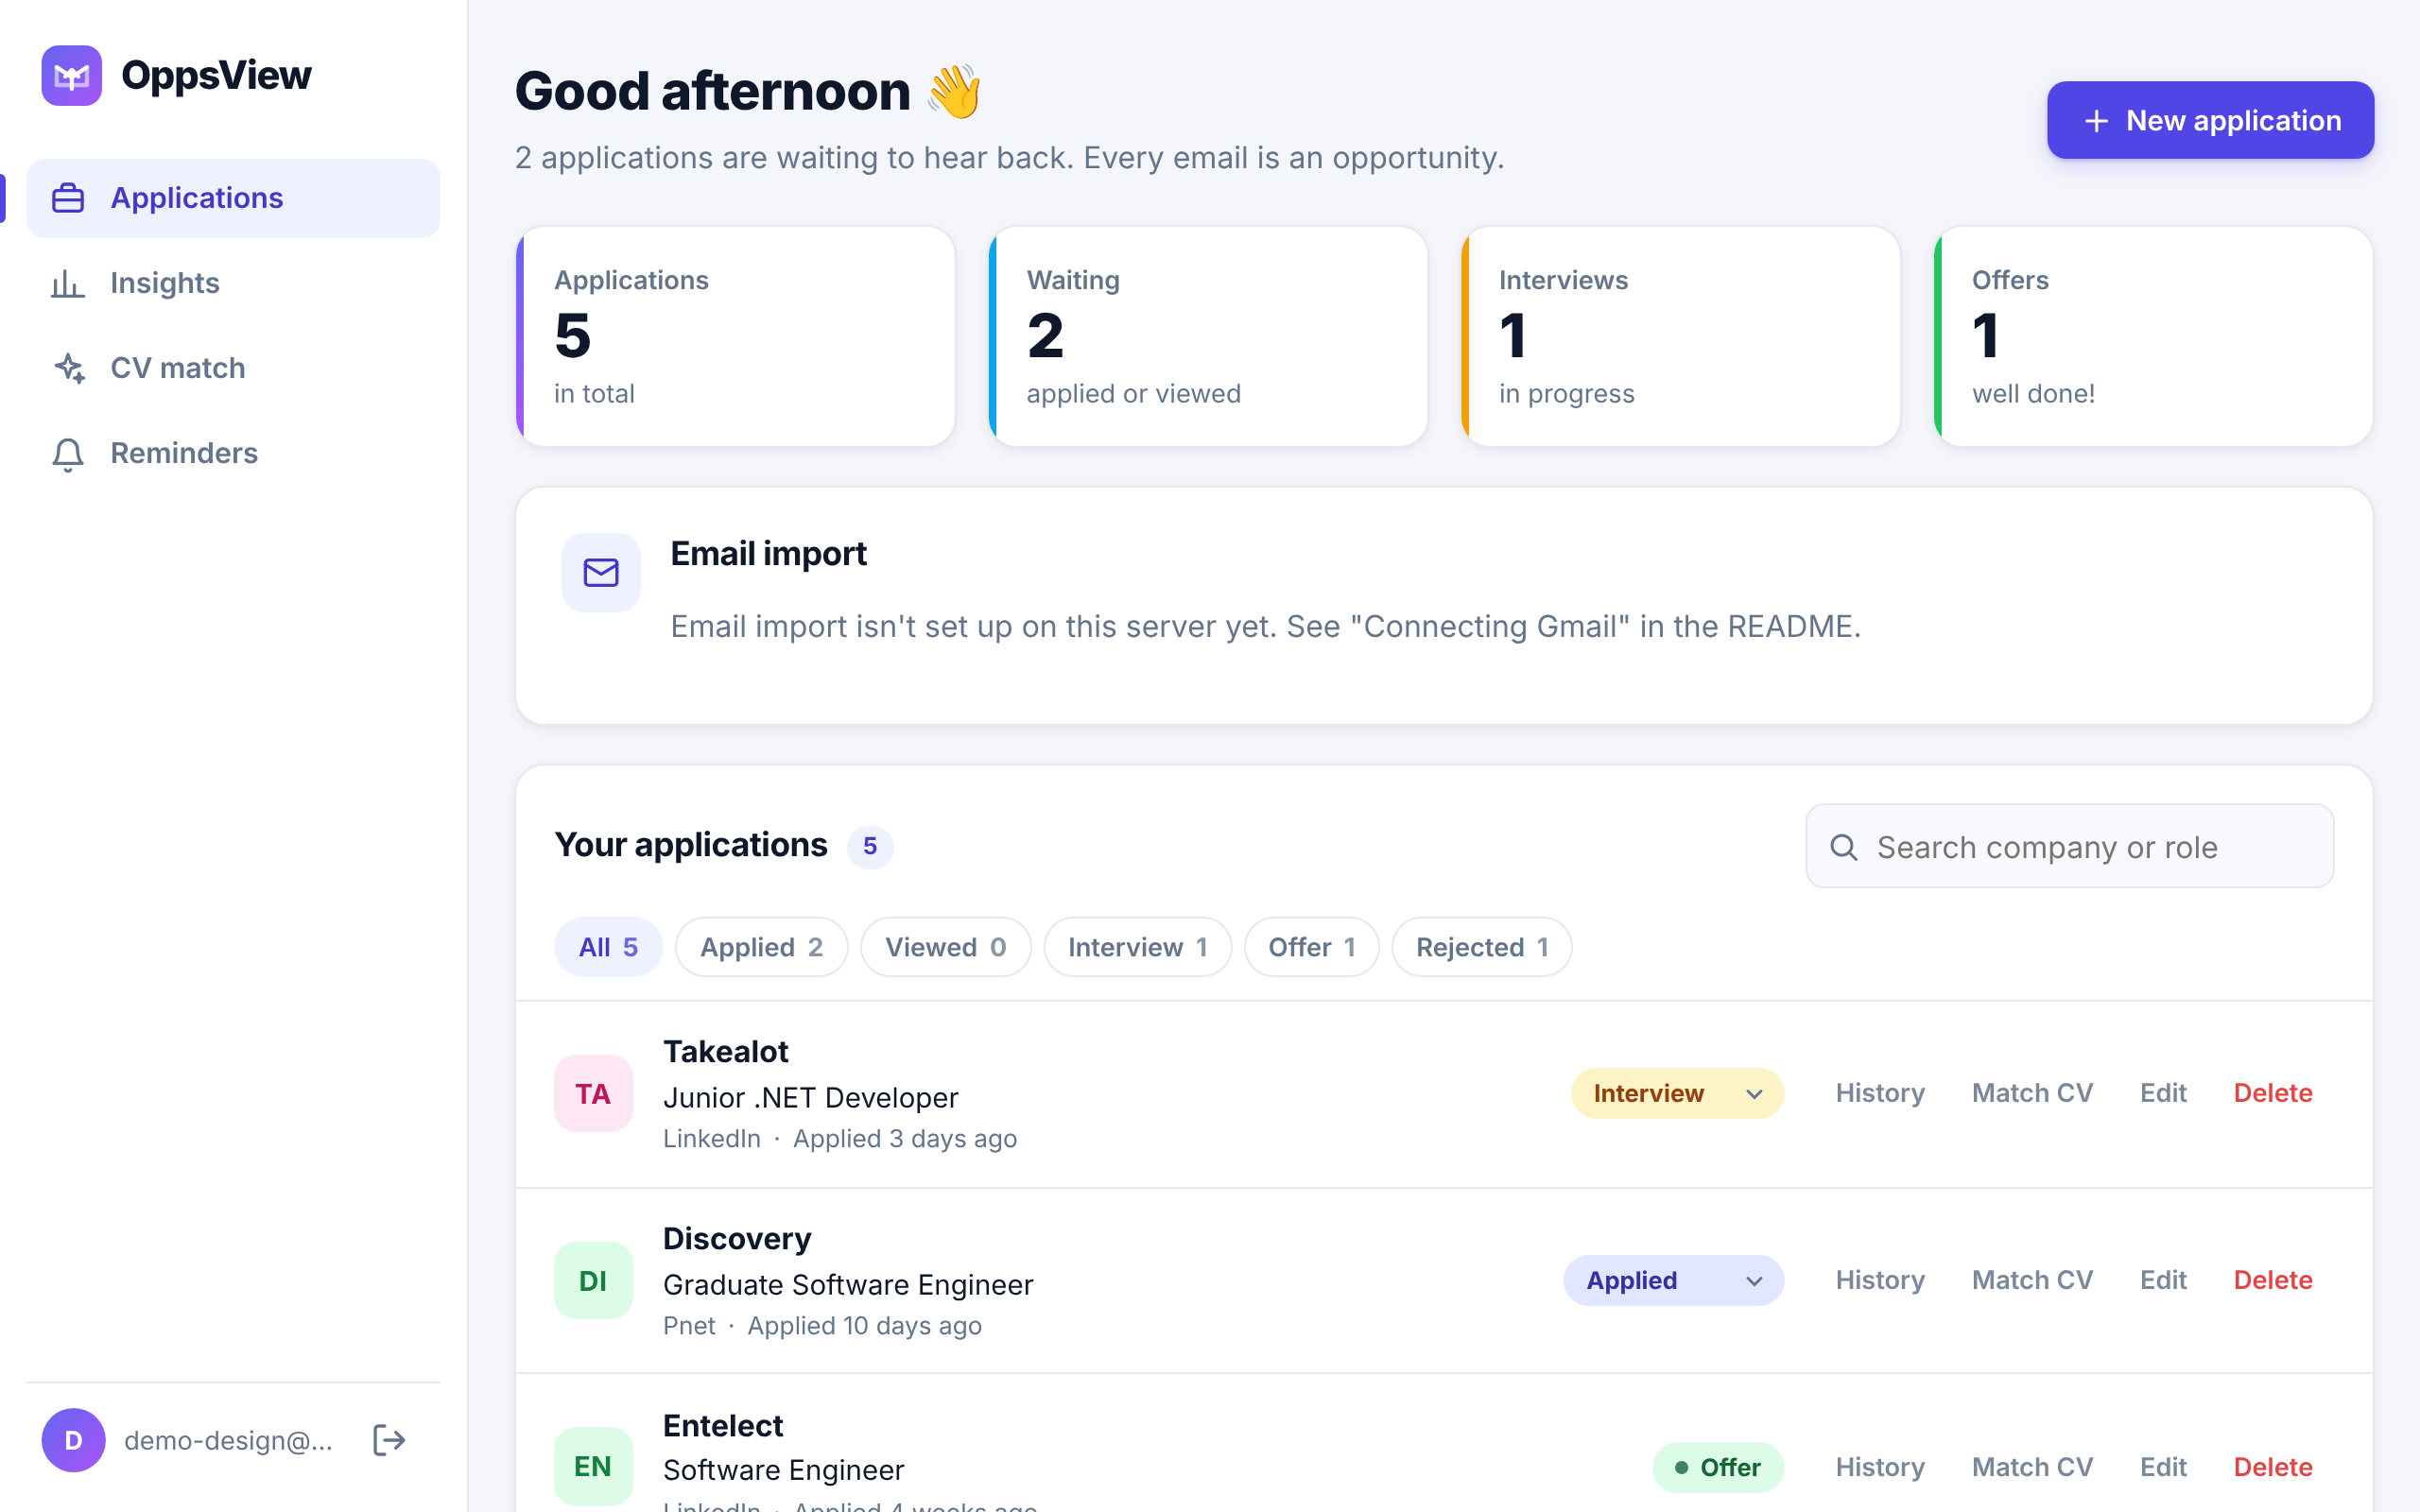 OppsView
Applications
Insights
CV match
Reminders
D
demo-design@...
Good afternoon 👋
2 applications are waiting to hear back. Every email is an opportunity.
New application
Applications
5
in total
Waiting
2
applied or viewed
Interviews
1
in progress
Offers
1
well done!
Email import
Email import isn't set up on this server yet. See "Connecting Gmail" in the README.
Your applications 5
Search company or role
All 5 Applied 2 Viewed 0 Interview 1 Offer 1 Rejected 1
TA
Takealot
Junior .NET Developer
LinkedIn · Applied 3 days ago
Interview History Match CV Edit Delete
DI
Discovery
Graduate Software Engineer
Pnet · Applied 10 days ago
Applied History Match CV Edit Delete
EN
Entelect
Software Engineer
LinkedIn · Applied 4 weeks ago
Offer History Match CV Edit Delete